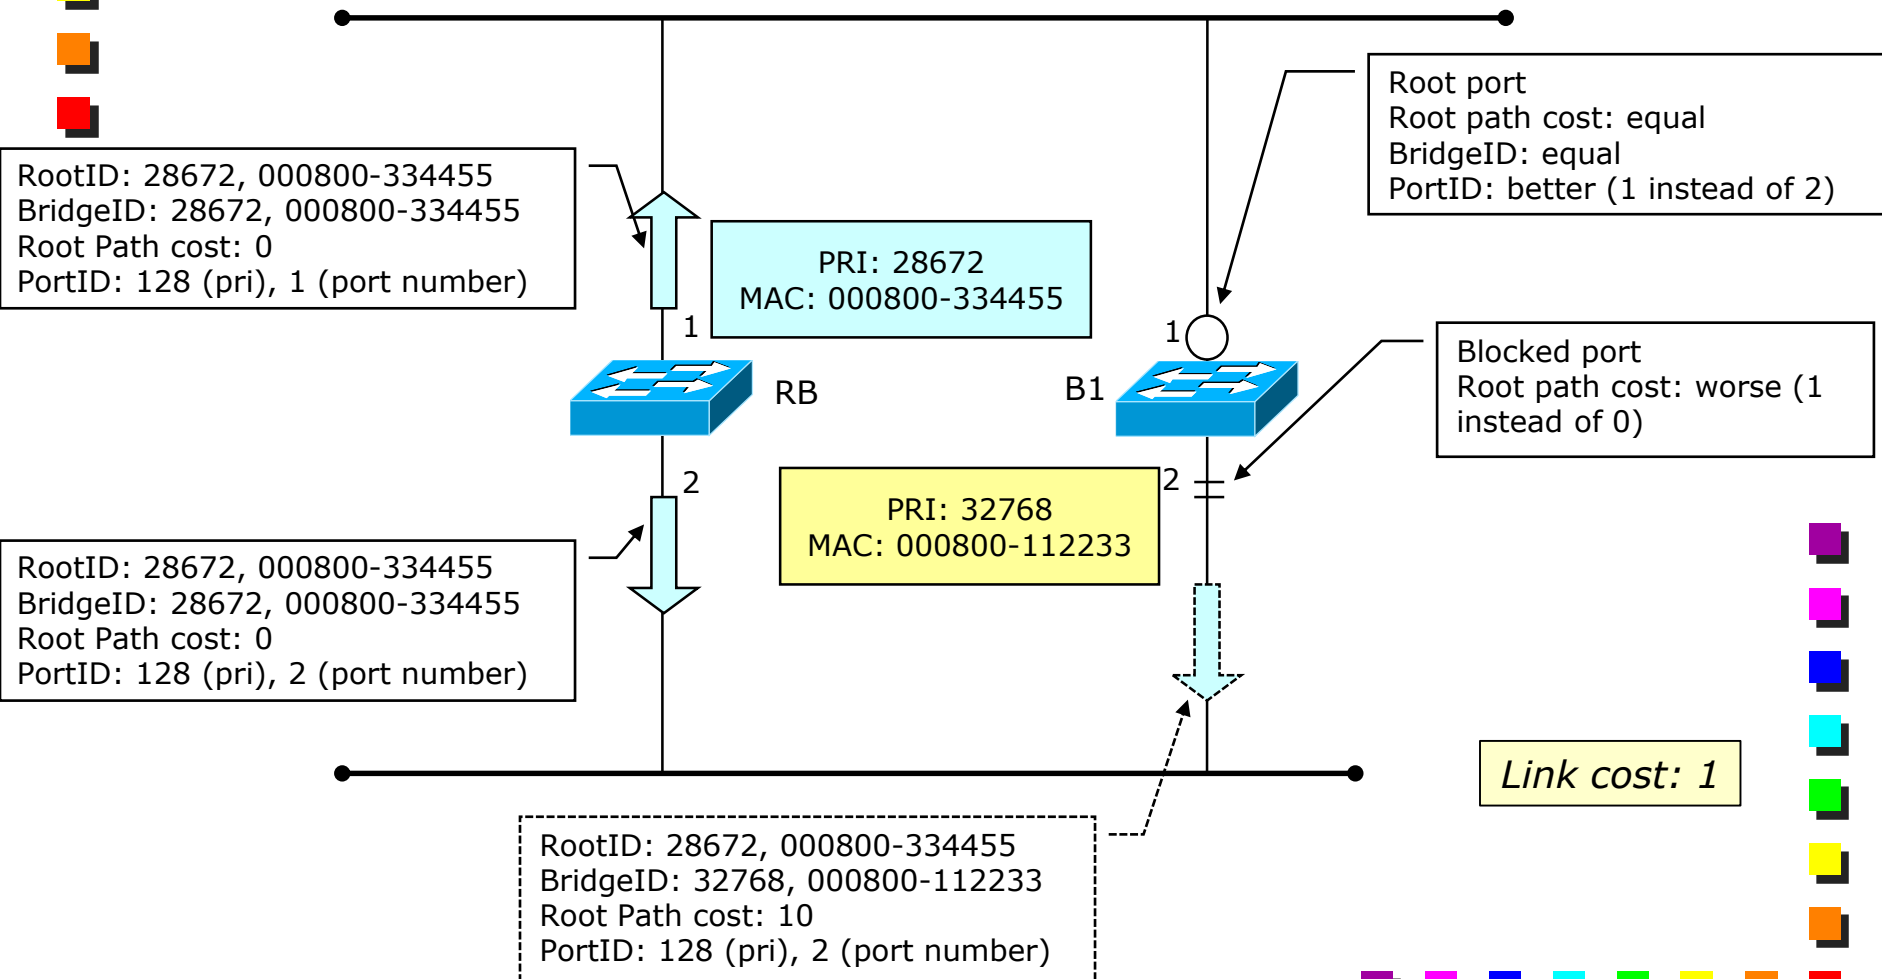 Root port
Root path cost: equal
BridgeID: equal
PortID: better (1 instead of 2)
RootID: 28672, 000800-334455
BridgeID: 28672, 000800-334455
Root Path cost: 0
PortID: 128 (pri), 1 (port number)
PRI: 28672
MAC: 000800-334455
1
1
RB
B1
Blocked port
Root path cost: worse (1
instead of 0)
2
2
PRI: 32768
MAC: 000800-112233
RootID: 28672, 000800-334455
BridgeID: 28672, 000800-334455
Root Path cost: 0
PortID: 128 (pri), 2 (port number)
Link cost: 1
RootID: 28672, 000800-334455
BridgeID: 32768, 000800-112233
Root Path cost: 10
PortID: 128 (pri), 2 (port number)